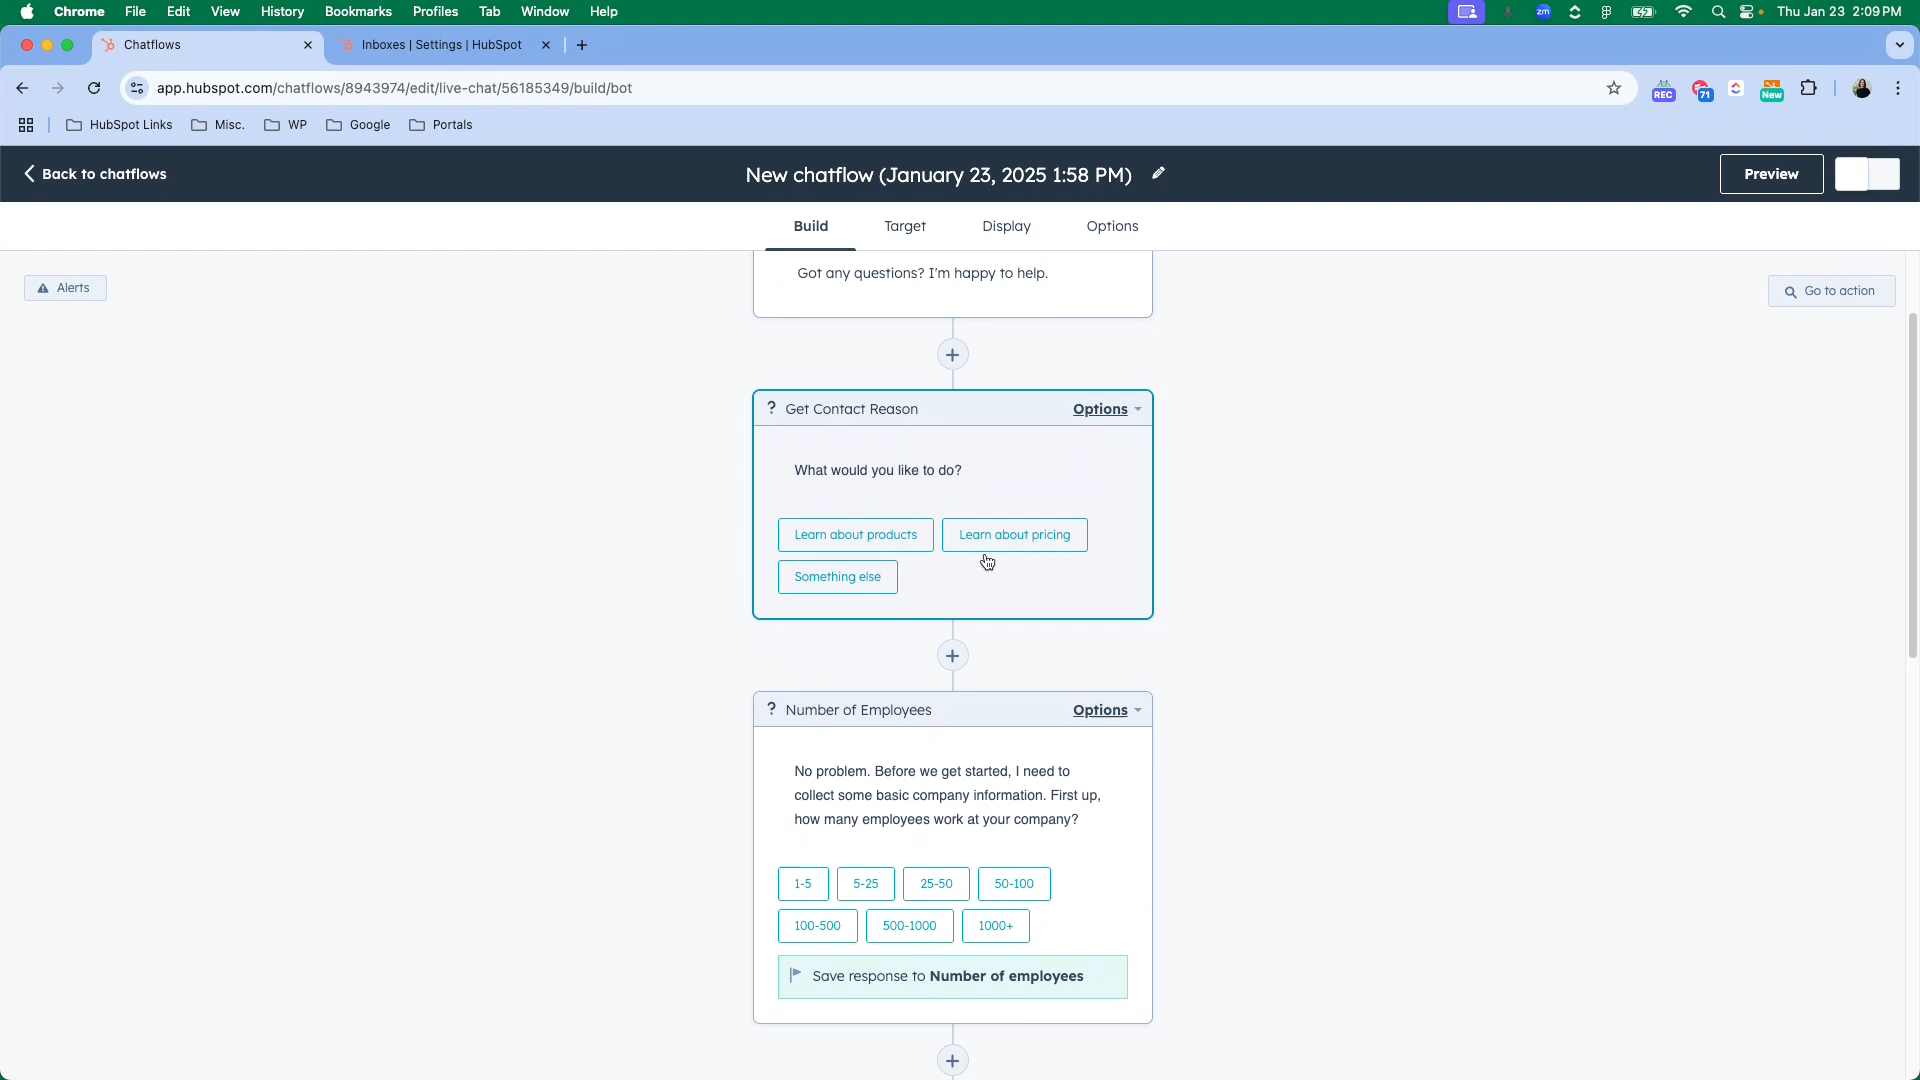 Chrome File Edit View History Bookmarks Profiles Tab Window Help zm Thu Jan 23 2:09 PM
Chatflows Inboxes | Settings | HubSpot
app.hubspot.com/chatflows/8943974/edit/live-chat/56185349/build/bot REC 71 New
HubSpot Links Misc. WP Google Portals
Back to chatflows New chatflow (January 23, 2025 1:58 PM) Preview
Build Target Display Options
Alerts
Go to action
Got any questions? I'm happy to help.
? Get Contact Reason Options
What would you like to do?
Learn about products Learn about pricing
Something else
? Number of Employees Options
No problem. Before we get started, I need to
collect some basic company information. First up,
how many employees work at your company?
1-5 5-25 25-50 50-100
100-500 500-1000 1000+
Save response to Number of employees